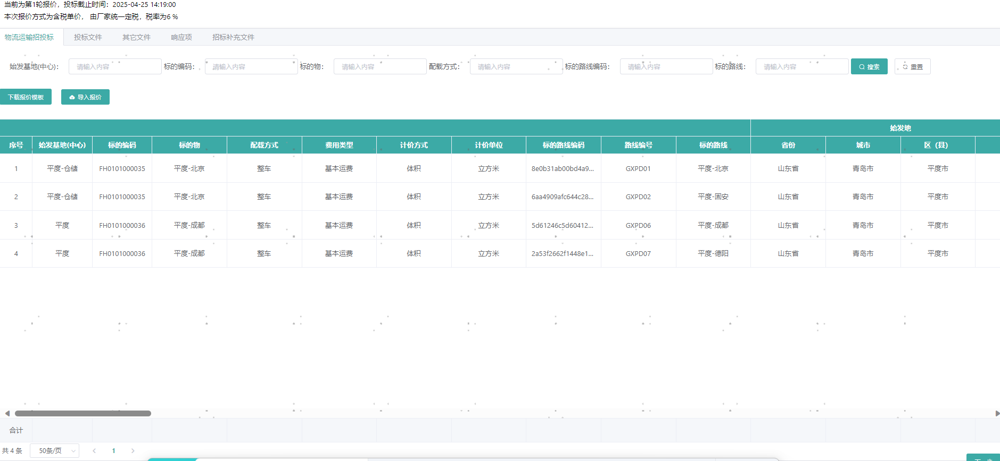 当前为第1轮报价，投标截止时间：2025-04-25 14:19:00
本次报价方式为含税单价， 由厂家统一定税，税率为6 %
物流运输招投标 投标文件 其它文件 响应项 招标补充文件
始发基地(中心)： 请输入内容 标的编码： 请输入内容 标的物： 请输入内容 配载方式： 请输入内容 标的路线编码： 请输入内容 标的路线： 请输入内容 搜索 重置
下载报价模板 导入报价
始发地
序号 始发基地(中心) 标的编码 标的物 配载方式 费用类型 计价方式 计价单位 标的路线编码 路线编号 标的路线 省份 城市 区（县）
1 平度-仓储 FH0101000035 平度-北京 整车 基本运费 体积 立方米 8e0b31ab00bd4a9... GXPD01 平度-北京 山东省 青岛市 平度市
2 平度-仓储 FH0101000035 平度-北京 整车 基本运费 体积 立方米 6aa4909afc644c28... GXPD02 平度-固安 山东省 青岛市 平度市
3 平度 FH0101000036 平度-成都 整车 基本运费 体积 立方米 5d61246c5d60412... GXPD06 平度-成都 山东省 青岛市 平度市
4 平度 FH0101000036 平度-成都 整车 基本运费 体积 立方米 2a53f2662f1448e1... GXPD07 平度-德阳 山东省 青岛市 平度市
合计
共 4 条 50条/页 1